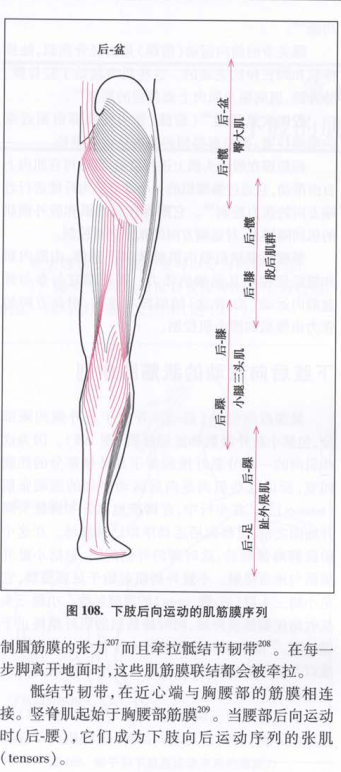 后-盆
后-髋 后-盆
臀大肌
后-膝 后-髋
股后肌群
后-踝 后-膝
小腿三头肌
后-足 后-踝
趾外展肌
图 108. 下肢后向运动的肌筋膜序列
制腘筋膜的张力207而且牵拉骶结节韧带208。在每一
步脚离开地面时,这些肌筋膜联结都会被牵拉。
骶结节韧带,在近心端与胸腰部的筋膜相连
接。竖脊肌起始于胸腰部筋膜209。当腰部后向运动
时(后-腰),它们成为下肢向后运动序列的张肌
(tensors)。